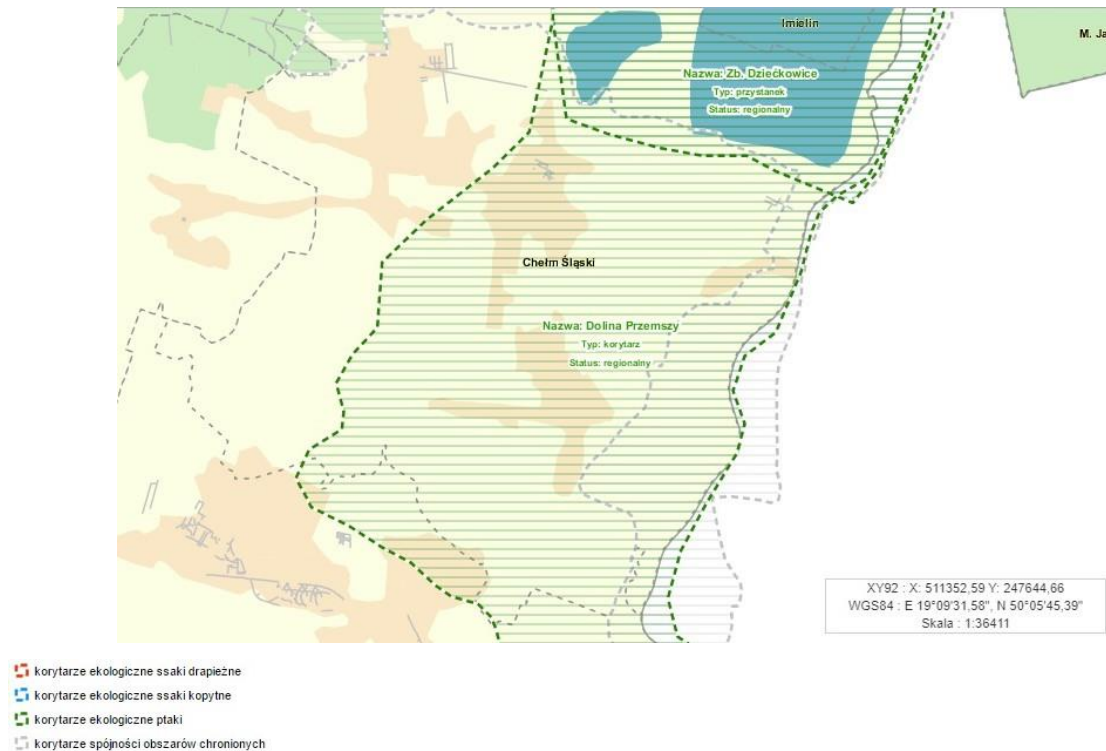 Imielin
M. Ja
Nazwa: Zb. Dziećkowice
Typ: przystanek
Status: regionalny
Chełm Śląski
Nazwa: Dolina Przemszy
Typ: korytarz
Status: regionalny
XY92 : X: 511352,59 Y: 247644,66
WGS84 : E 19°09'31,58", N 50°05'45,39"
Skala : 1:36411
korytarze ekologiczne ssaki drapieżne
korytarze ekologiczne ssaki kopytne
korytarze ekologiczne ptaki
korytarze spójności obszarów chronionych